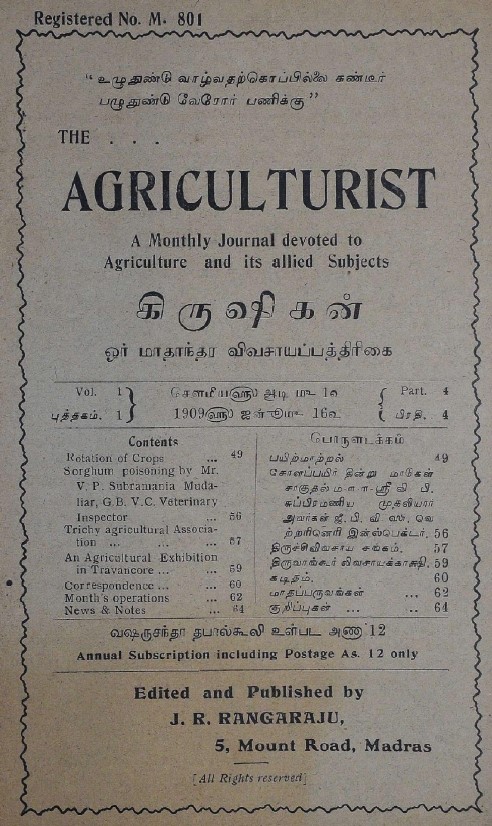 Registered No. M. 801
“ உழுதுண்டு வாழ்வதற்கொப்பில்லை கண்டீர்
பழுதுண்டு வேரோர் பணிக்கு”
THE . . .
AGRICULTURIST
A Monthly Journal devoted to
Agriculture and its allied Subjects
கிருஷிகன்
ஓர் மாதாந்தர விவசாயப்பத்திரிகை
Vol. 1
புத்தகம். 1
சௌமிய௵ ஆடி ௴ 1௳
1909௵ ஜூன்௴ 16௳
Part. 4
பிரதி. 4
Contents
Rotation of Crops ... 49
Sorghum poisoning by Mr.
V. P. Subramania Muda-
liar, G.B. V.C. Veterinary
Inspector ... 56
Trichy agricultural Associa-
tion ... ... 57
An Agricultural Exhibition
in Travancore ... ... 59
Correspondence ... ... 60
Month's operations ... 62
News & Notes ... 64
பொருளடக்கம்
பயிர்மாற்றல் 49
சோளப்பயிர் தின்று மாடுகள்
சாகுதல் ம-ள-ள-ஸ்ரீ வி. பி.
சுப்பிரமணிய முதலியார்
அவர்கள் ஜீ. பி. வி. ஸி, வெ
ற்றரினெரி இன்ஸ்பெக்டர். 56
திருச்சிவிவசாய சங்கம். 57
திருவாங்கூர் விவசாயக்காக்ஷி. 59
கடிதம். 60
மாதப்பருவங்கள் ... 62
குறிப்புகள் ... ... 64
வஷருசந்தா தபால்கூலி உள்பட அணா 12
Annual Subscription including Postage As. 12 only
Edited and Published by
J. R. RANGARAJU,
5, Mount Road, Madras
[All Rights reserved]